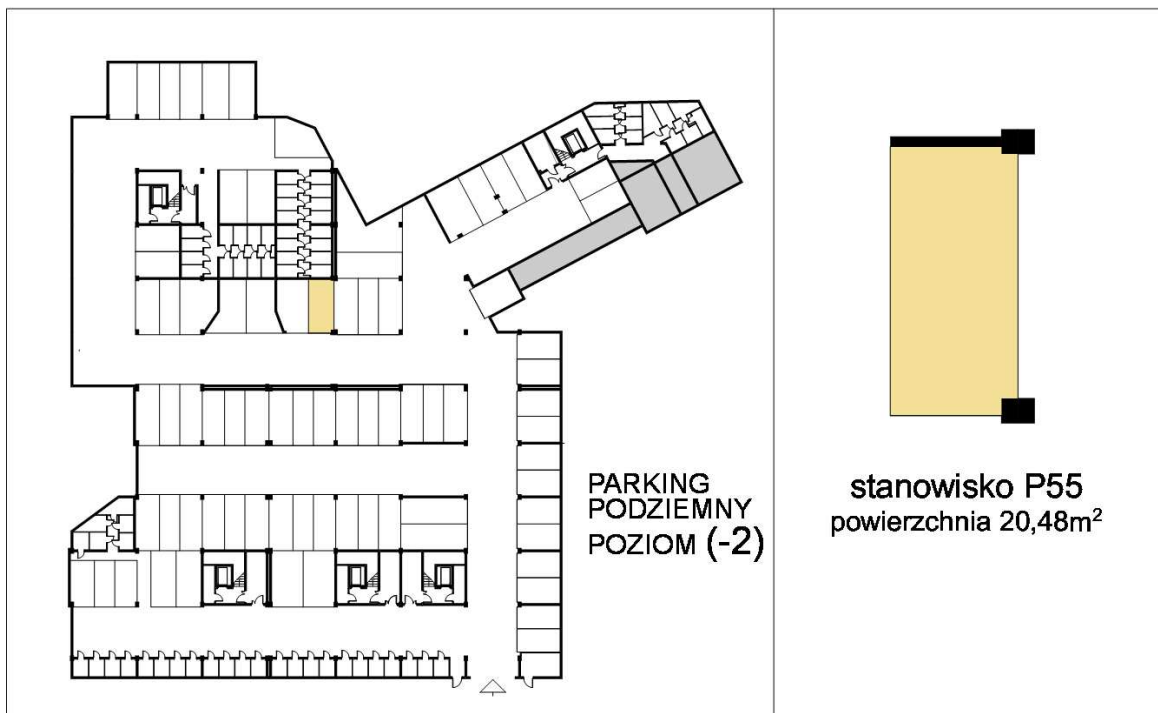 PARKING
PODZIEMNY
POZIOM (-2)
stanowisko P55
powierzchnia 20,48m²